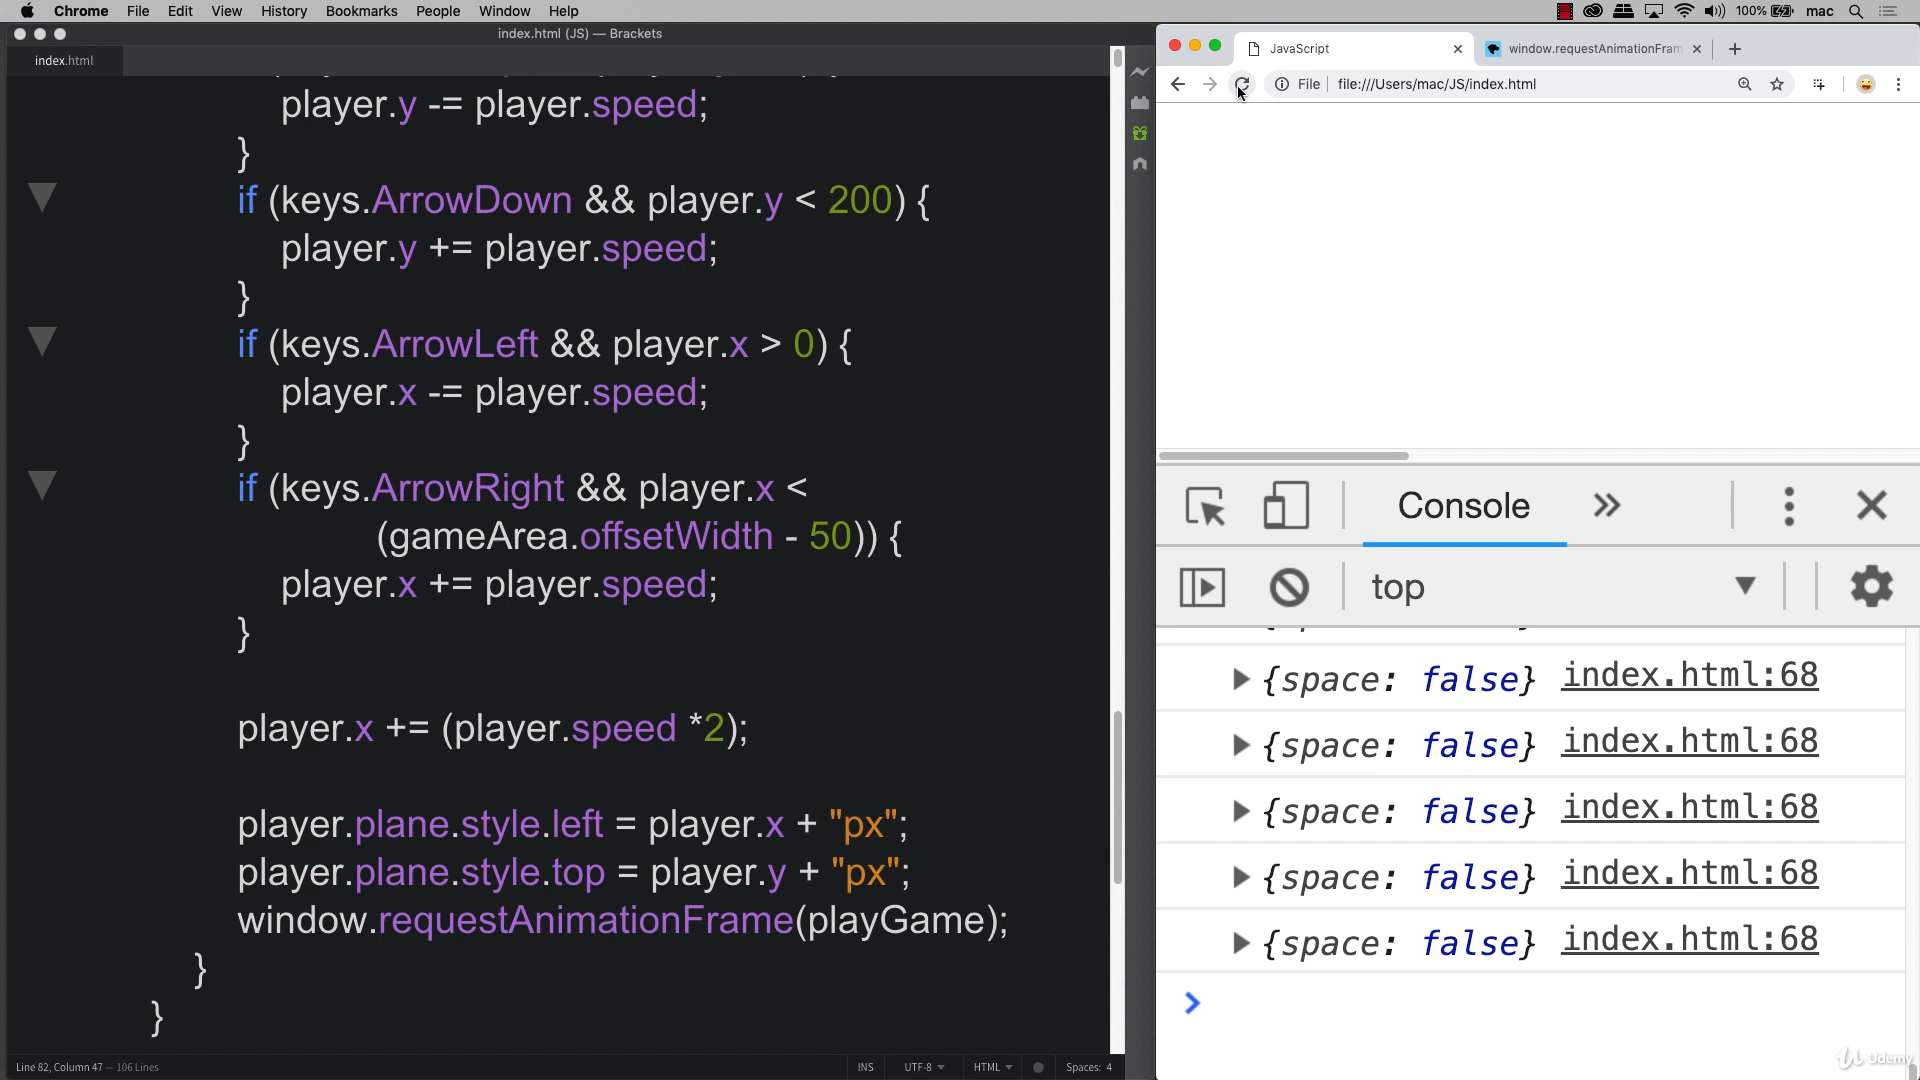 Chrome File Edit View History Bookmarks People Window Help 100% mac
index.html (JS) — Brackets
index.html
player.y -= player.speed;
}
if (keys.ArrowDown && player.y < 200) {
player.y += player.speed;
}
if (keys.ArrowLeft && player.x > 0) {
player.x -= player.speed;
}
if (keys.ArrowRight && player.x <
(gameArea.offsetWidth - 50)) {
player.x += player.speed;
}
player.x += (player.speed *2);
player.plane.style.left = player.x + "px";
player.plane.style.top = player.y + "px";
window.requestAnimationFrame(playGame);
}
}
Line 82, Column 47 — 106 Lines
INS UTF-8 HTML Spaces: 4
JavaScript window.requestAnimationFram
File file:///Users/mac/JS/index.html
Console
top
{space: false} index.html:68
{space: false} index.html:68
{space: false} index.html:68
{space: false} index.html:68
{space: false} index.html:68
Udemy